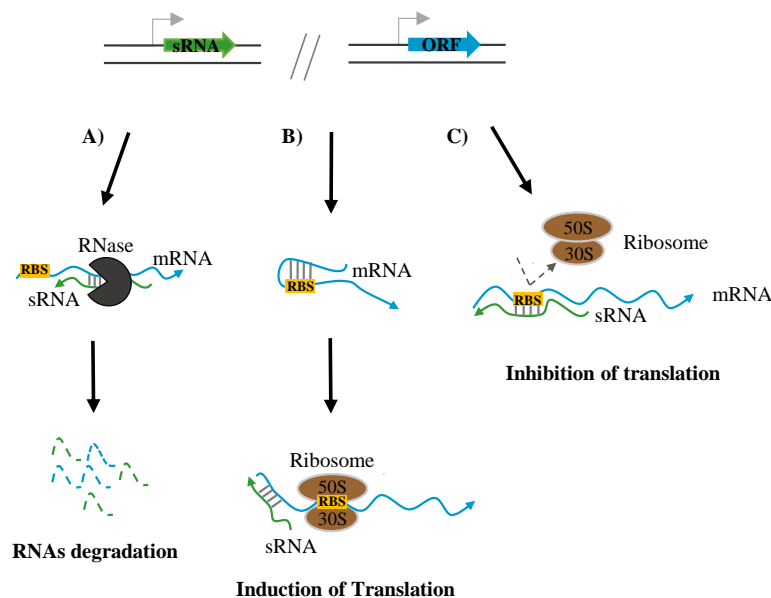 sRNA
ORF
A)
B)
C)
RNase
RBS
mRNA
sRNA
RNAs degradation
mRNA
RBS
Ribosome
50S
RBS
30S
sRNA
Induction of Translation
50S
30S
Ribosome
RBS
mRNA
sRNA
Inhibition of translation